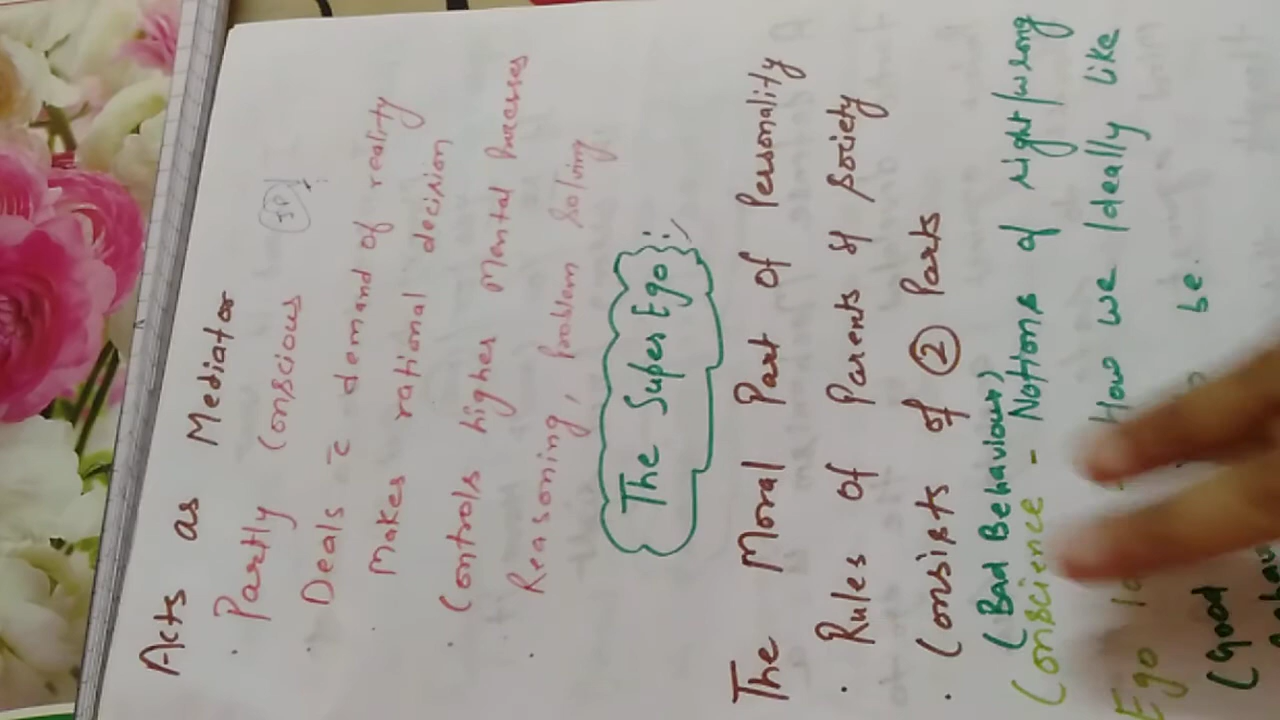 Acts as Mediator
· Partly Conscious
· Deals c̄ demand of reality
· Makes rational decision
· Controls higher Mental Processes
· Reasoning, problem solving
The Super Ego
The Moral Part of Personality
· Rules of Parents & Society
· Consists of ② Parts
(Bad Behaviour)
Conscience - Notions of right/wrong
Ego How we Ideally like
be.
(Good